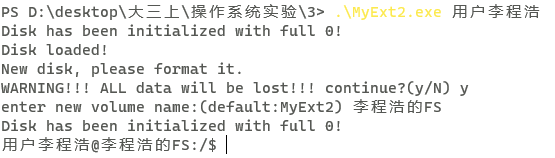 PS D:\desktop\大三上\操作系统实验\3> .\MyExt2.exe 用户李程浩
Disk has been initialized with full 0!
Disk loaded!
New disk, please format it.
WARNING!!! ALL data will be lost!!! continue?(y/N) y
enter new volume name:(default:MyExt2) 李程浩的FS
Disk has been initialized with full 0!
用户李程浩@李程浩的FS:/$